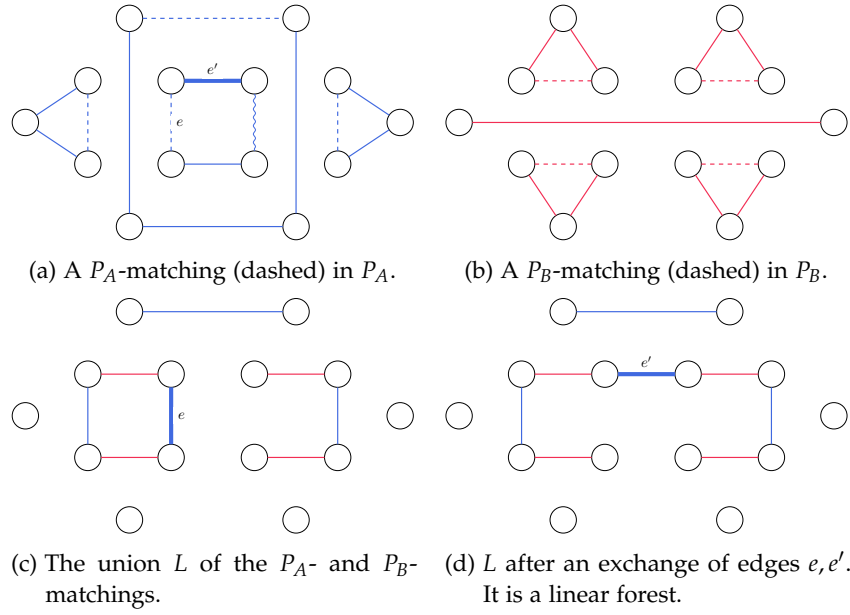 e′
e
(a) A P_A-matching (dashed) in P_A.
(b) A P_B-matching (dashed) in P_B.
e
e′
(c) The union L of the P_A- and P_B-
matchings.
(d) L after an exchange of edges e, e′.
It is a linear forest.